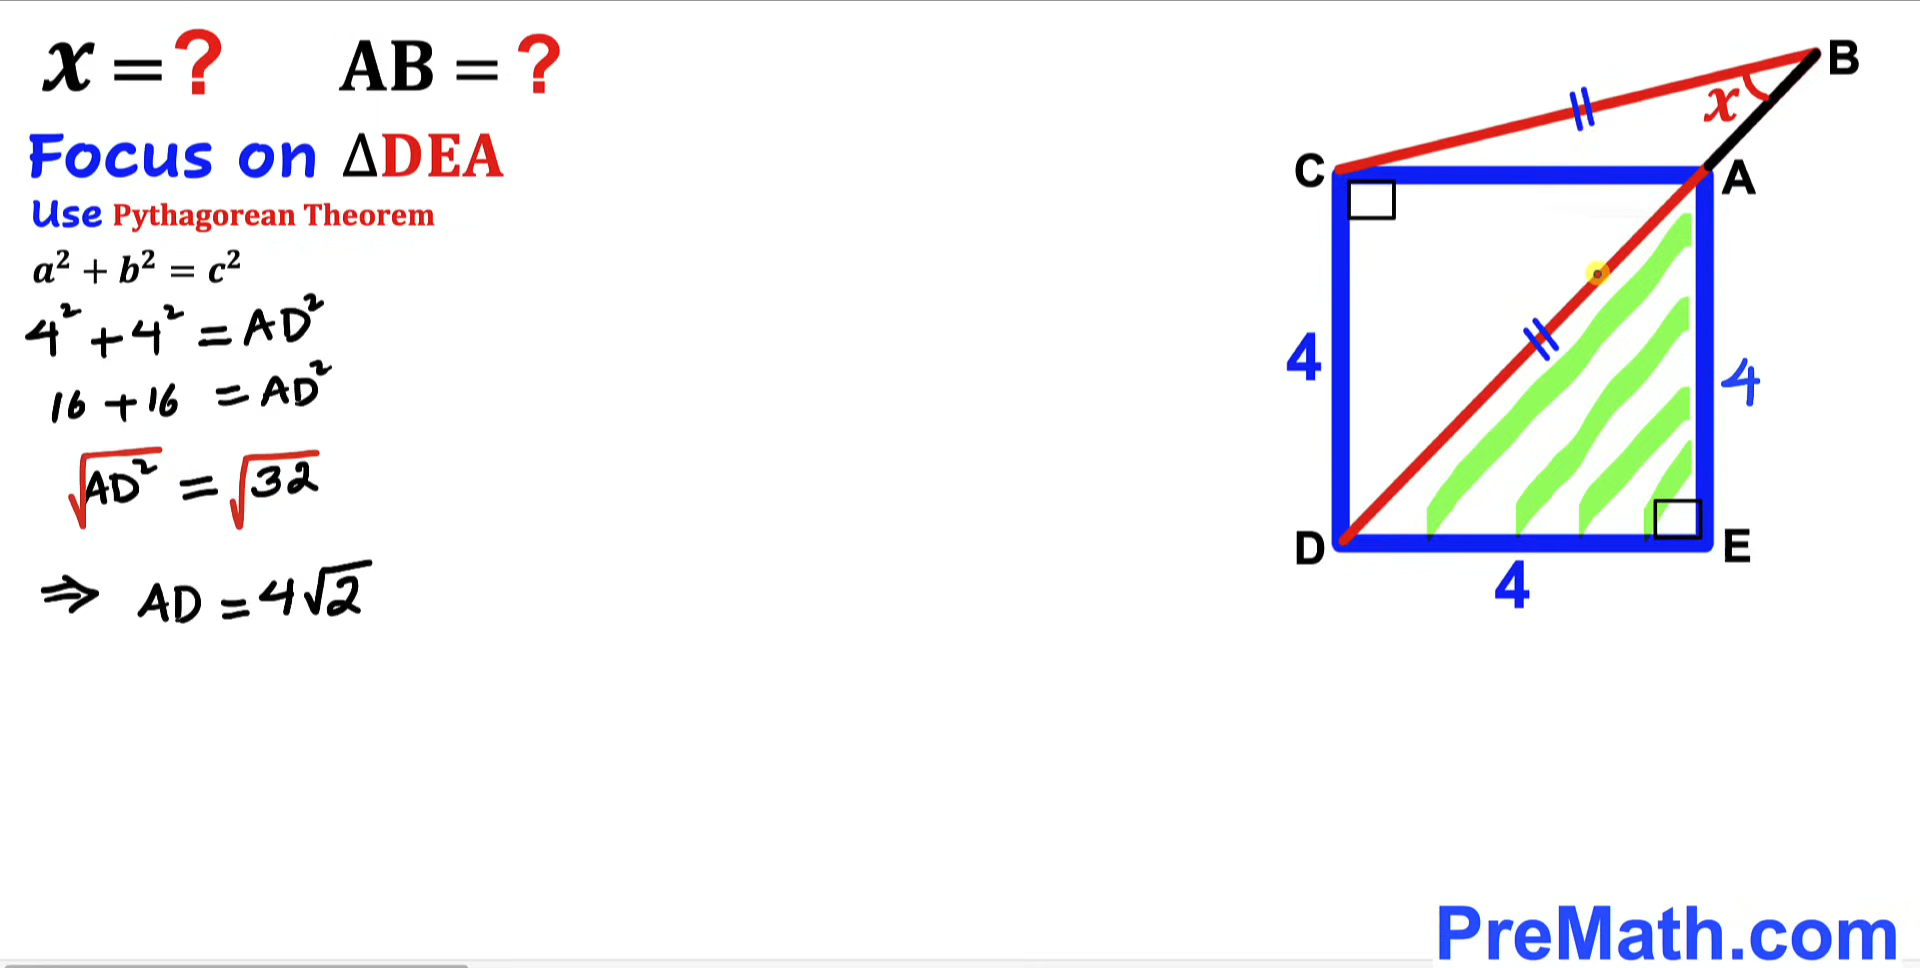 x = ? AB = ?
Focus on ΔDEA
Use Pythagorean Theorem
a² + b² = c²
4² + 4² = AD²
16 + 16 = AD²
√AD² = √32
⇒ AD = 4√2
B
x
C
A
4
4
D
E
4
PreMath.com